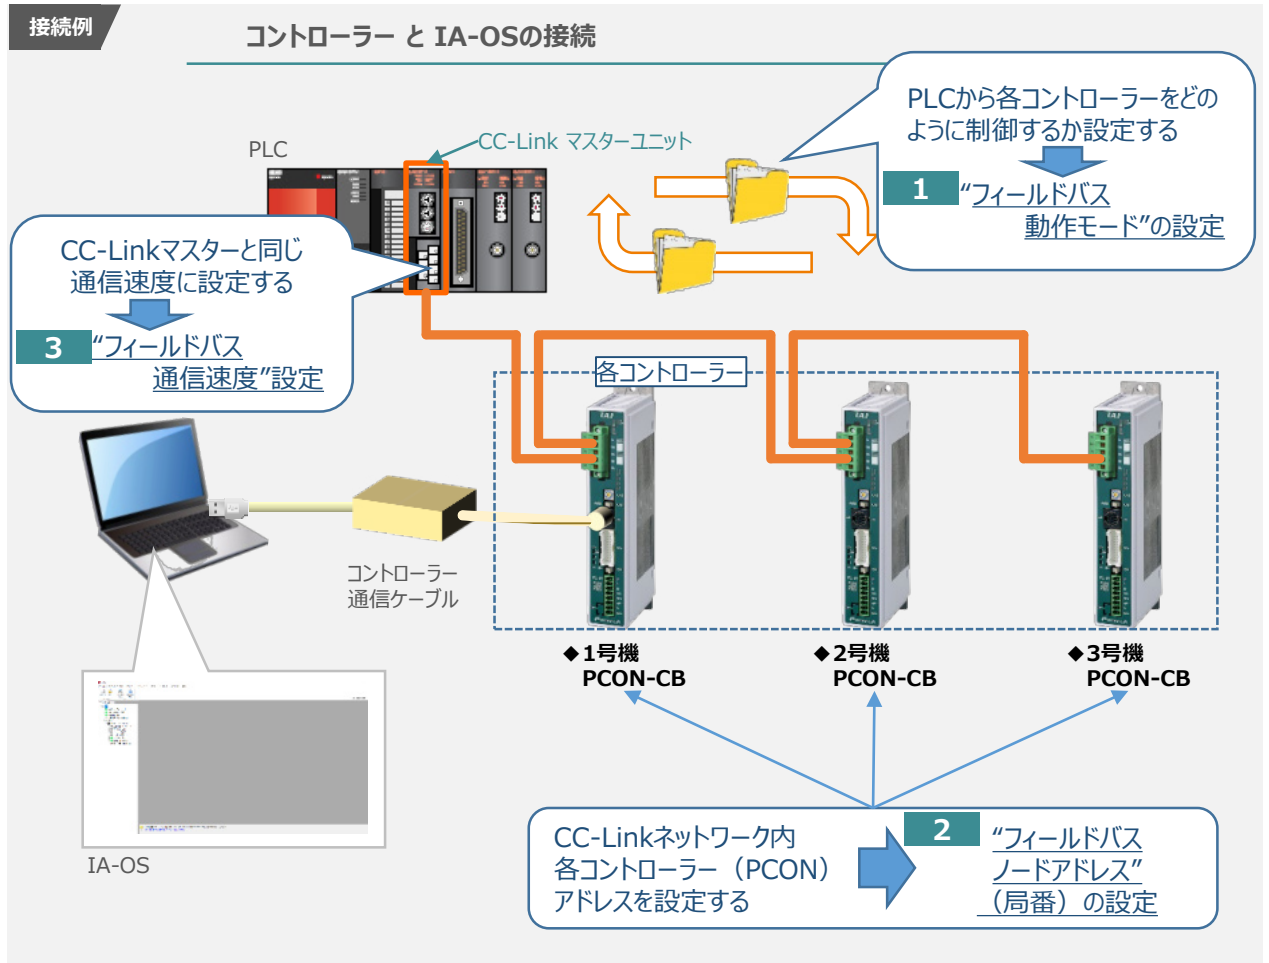 接続例
コントローラー と IA-OSの接続
PLCから各コントローラーをどの
ように制御するか設定する
1 “フィールドバス
動作モード”の設定
PLC
CC-Link マスターユニット
CC-Linkマスターと同じ
通信速度に設定する
3 “フィールドバス
通信速度”設定
各コントローラー
コントローラー
通信ケーブル
◆1号機
PCON-CB
◆2号機
PCON-CB
◆3号機
PCON-CB
IA-OS
CC-Linkネットワーク内
各コントローラー（PCON）
アドレスを設定する
2 “フィールドバス
ノードアドレス”
（局番）の設定